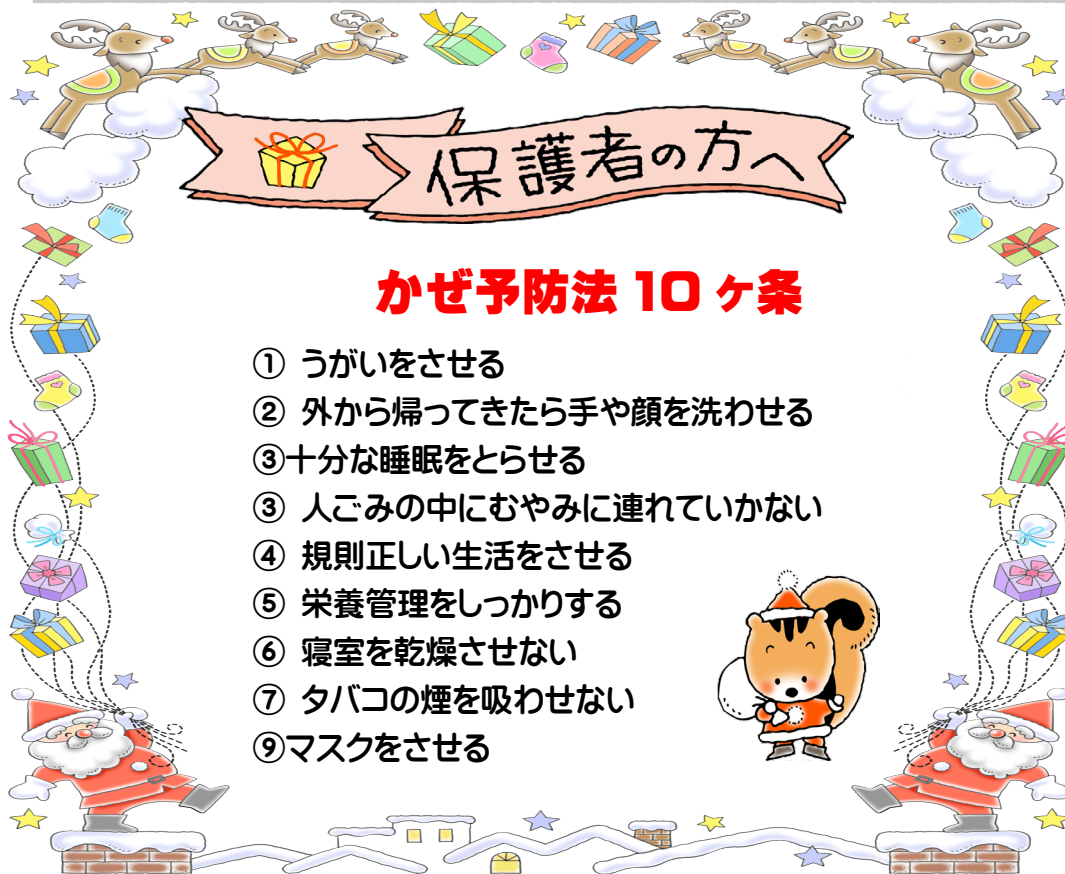 保護者の方へ
かぜ予防法 10 ヶ条
① うがいをさせる
② 外から帰ってきたら手や顔を洗わせる
③十分な睡眠をとらせる
③ 人ごみの中にむやみに連れていかない
④ 規則正しい生活をさせる
⑤ 栄養管理をしっかりする
⑥ 寝室を乾燥させない
⑦ タバコの煙を吸わせない
⑨マスクをさせる